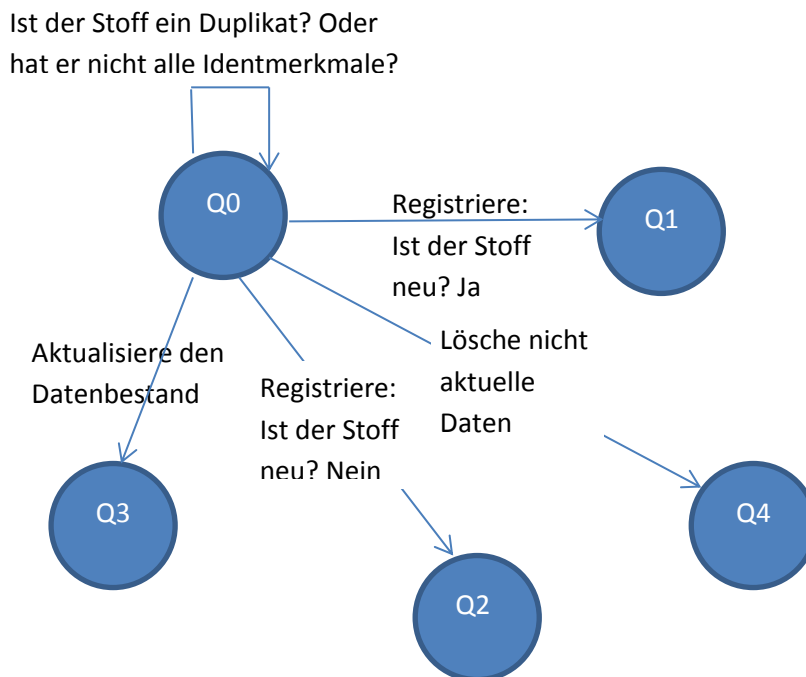 Ist der Stoff ein Duplikat? Oder
hat er nicht alle Identmerkmale?
Q0
Registriere:
Ist der Stoff
neu? Ja
Q1
Aktualisiere den
Datenbestand
Registriere:
Ist der Stoff
neu? Nein
Lösche nicht
aktuelle
Daten
Q3
Q4
Q2